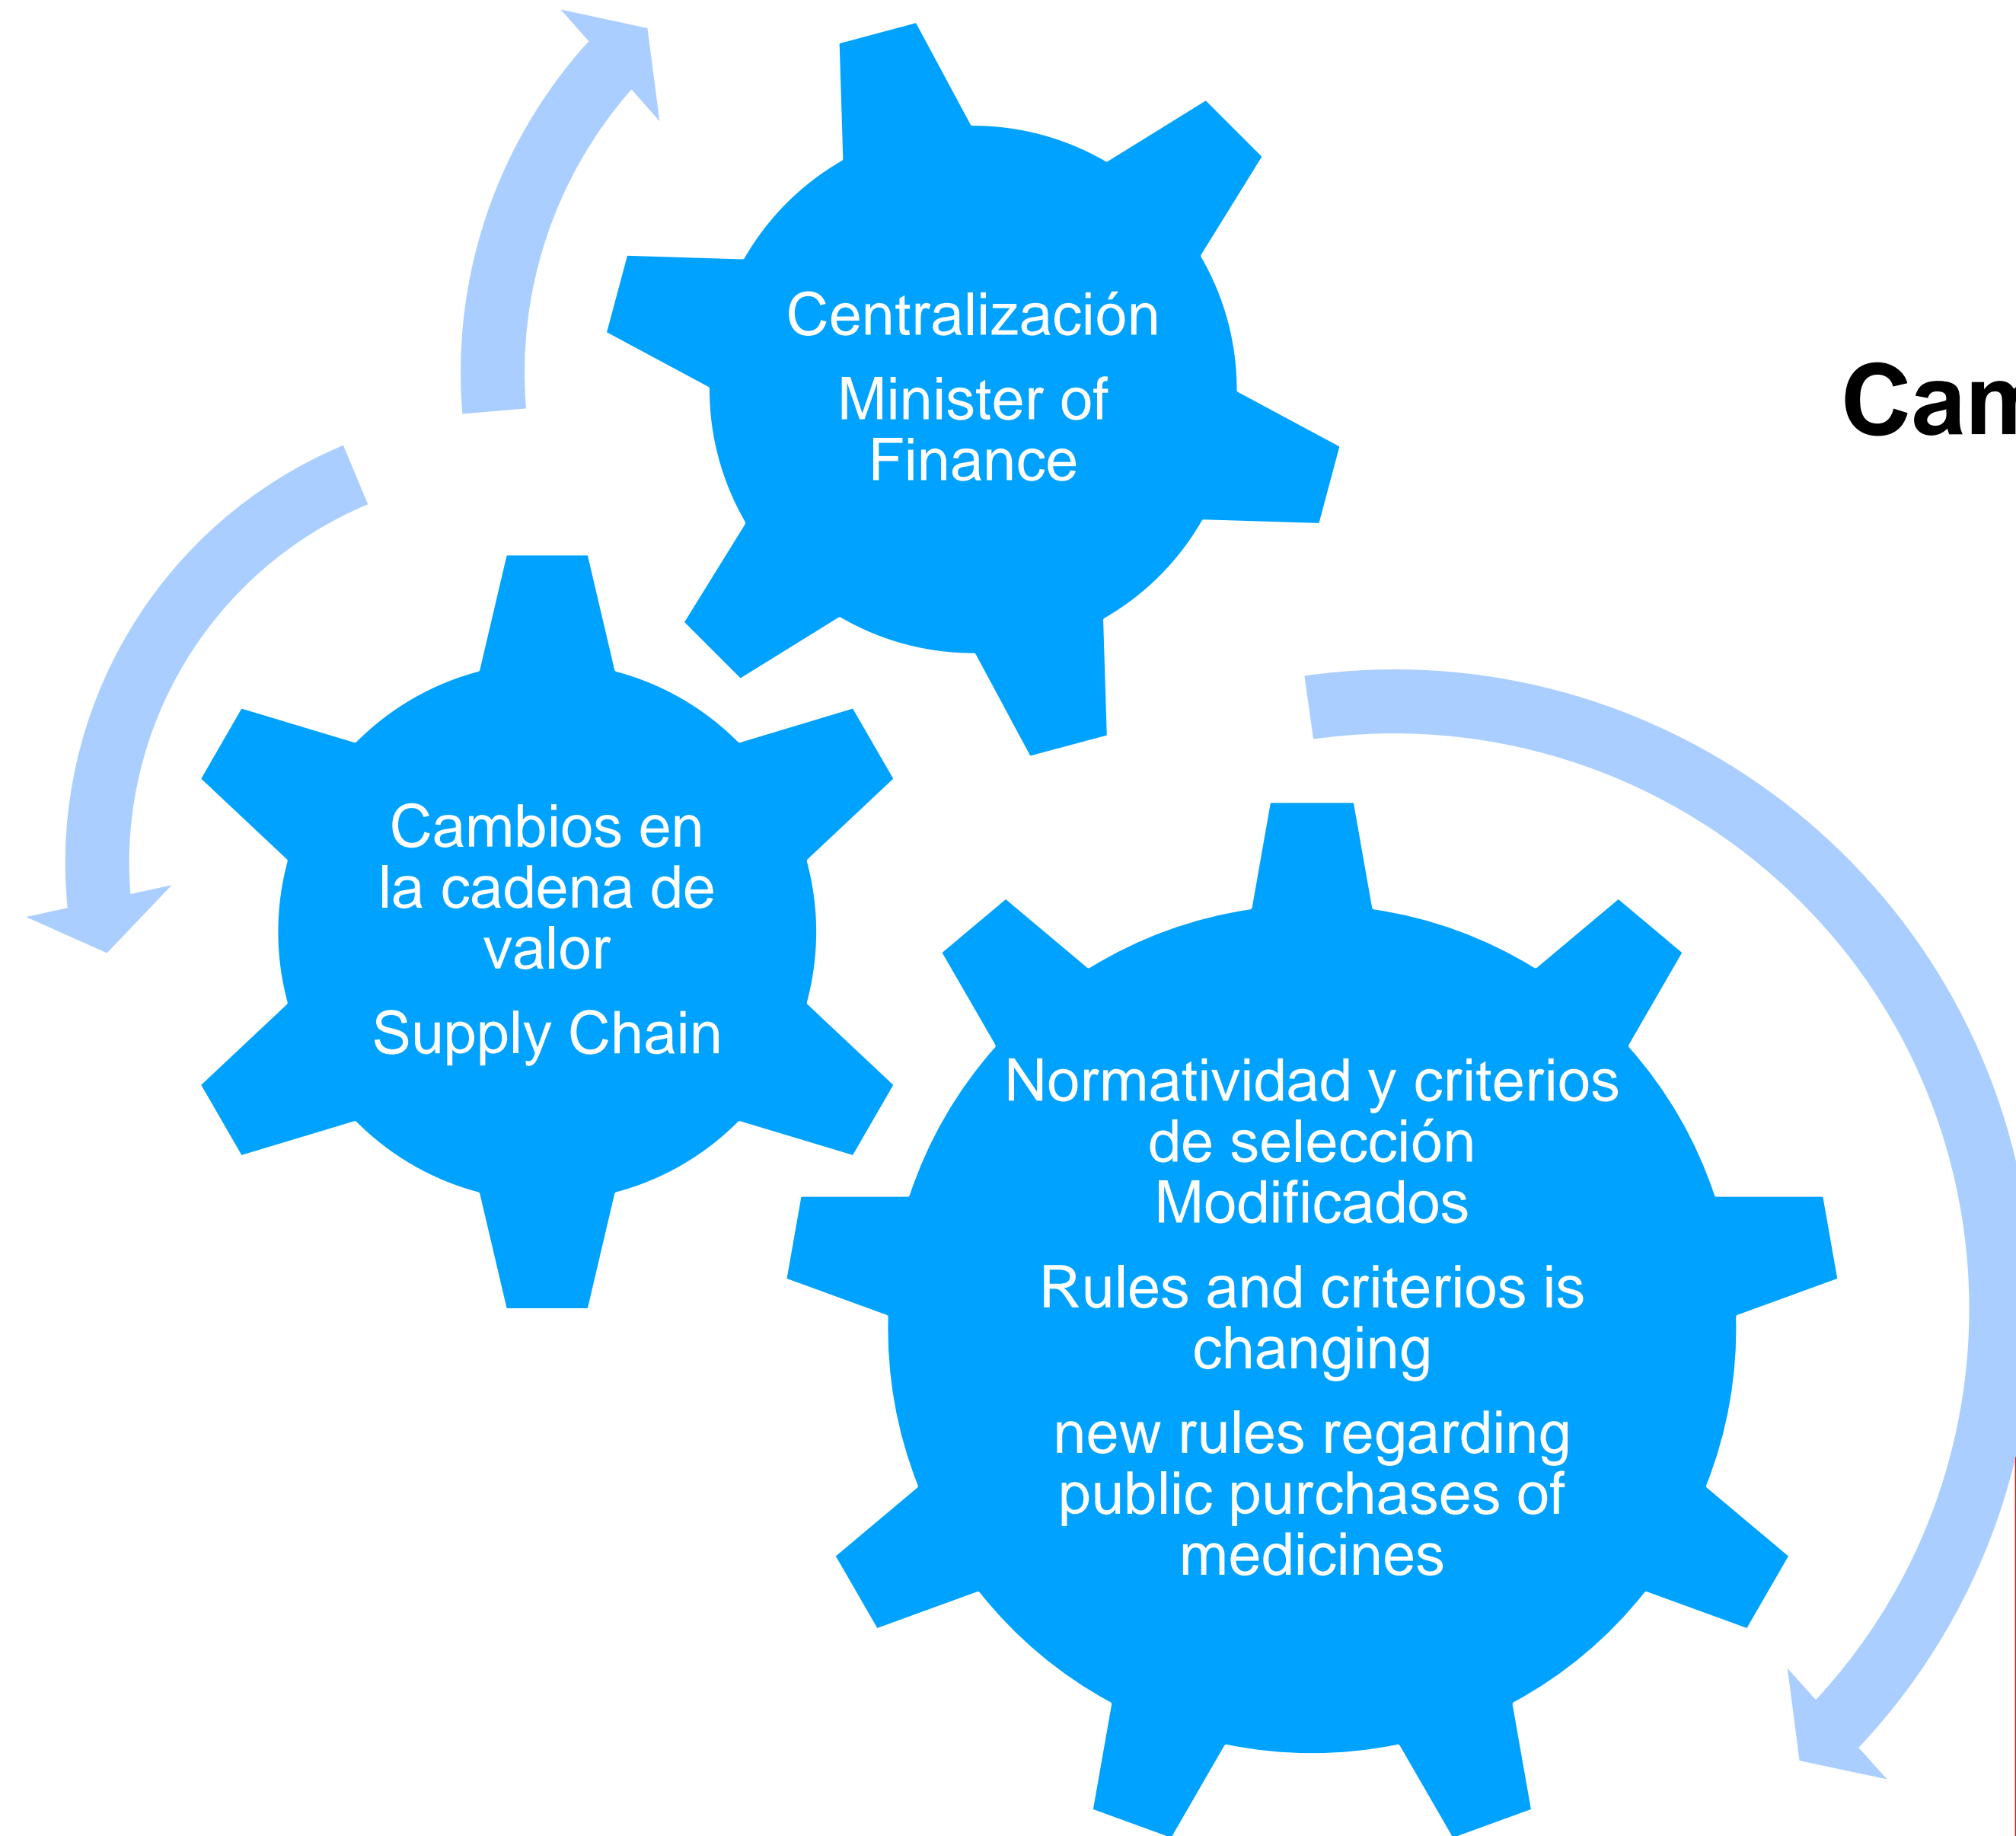 Centralización
Minister of
Finance
Cambios en
la cadena de
valor
Supply Chain
Normatividad y criterios
de selección
Modificados
Rules and criterios is
changing
new rules regarding
public purchases of
medicines